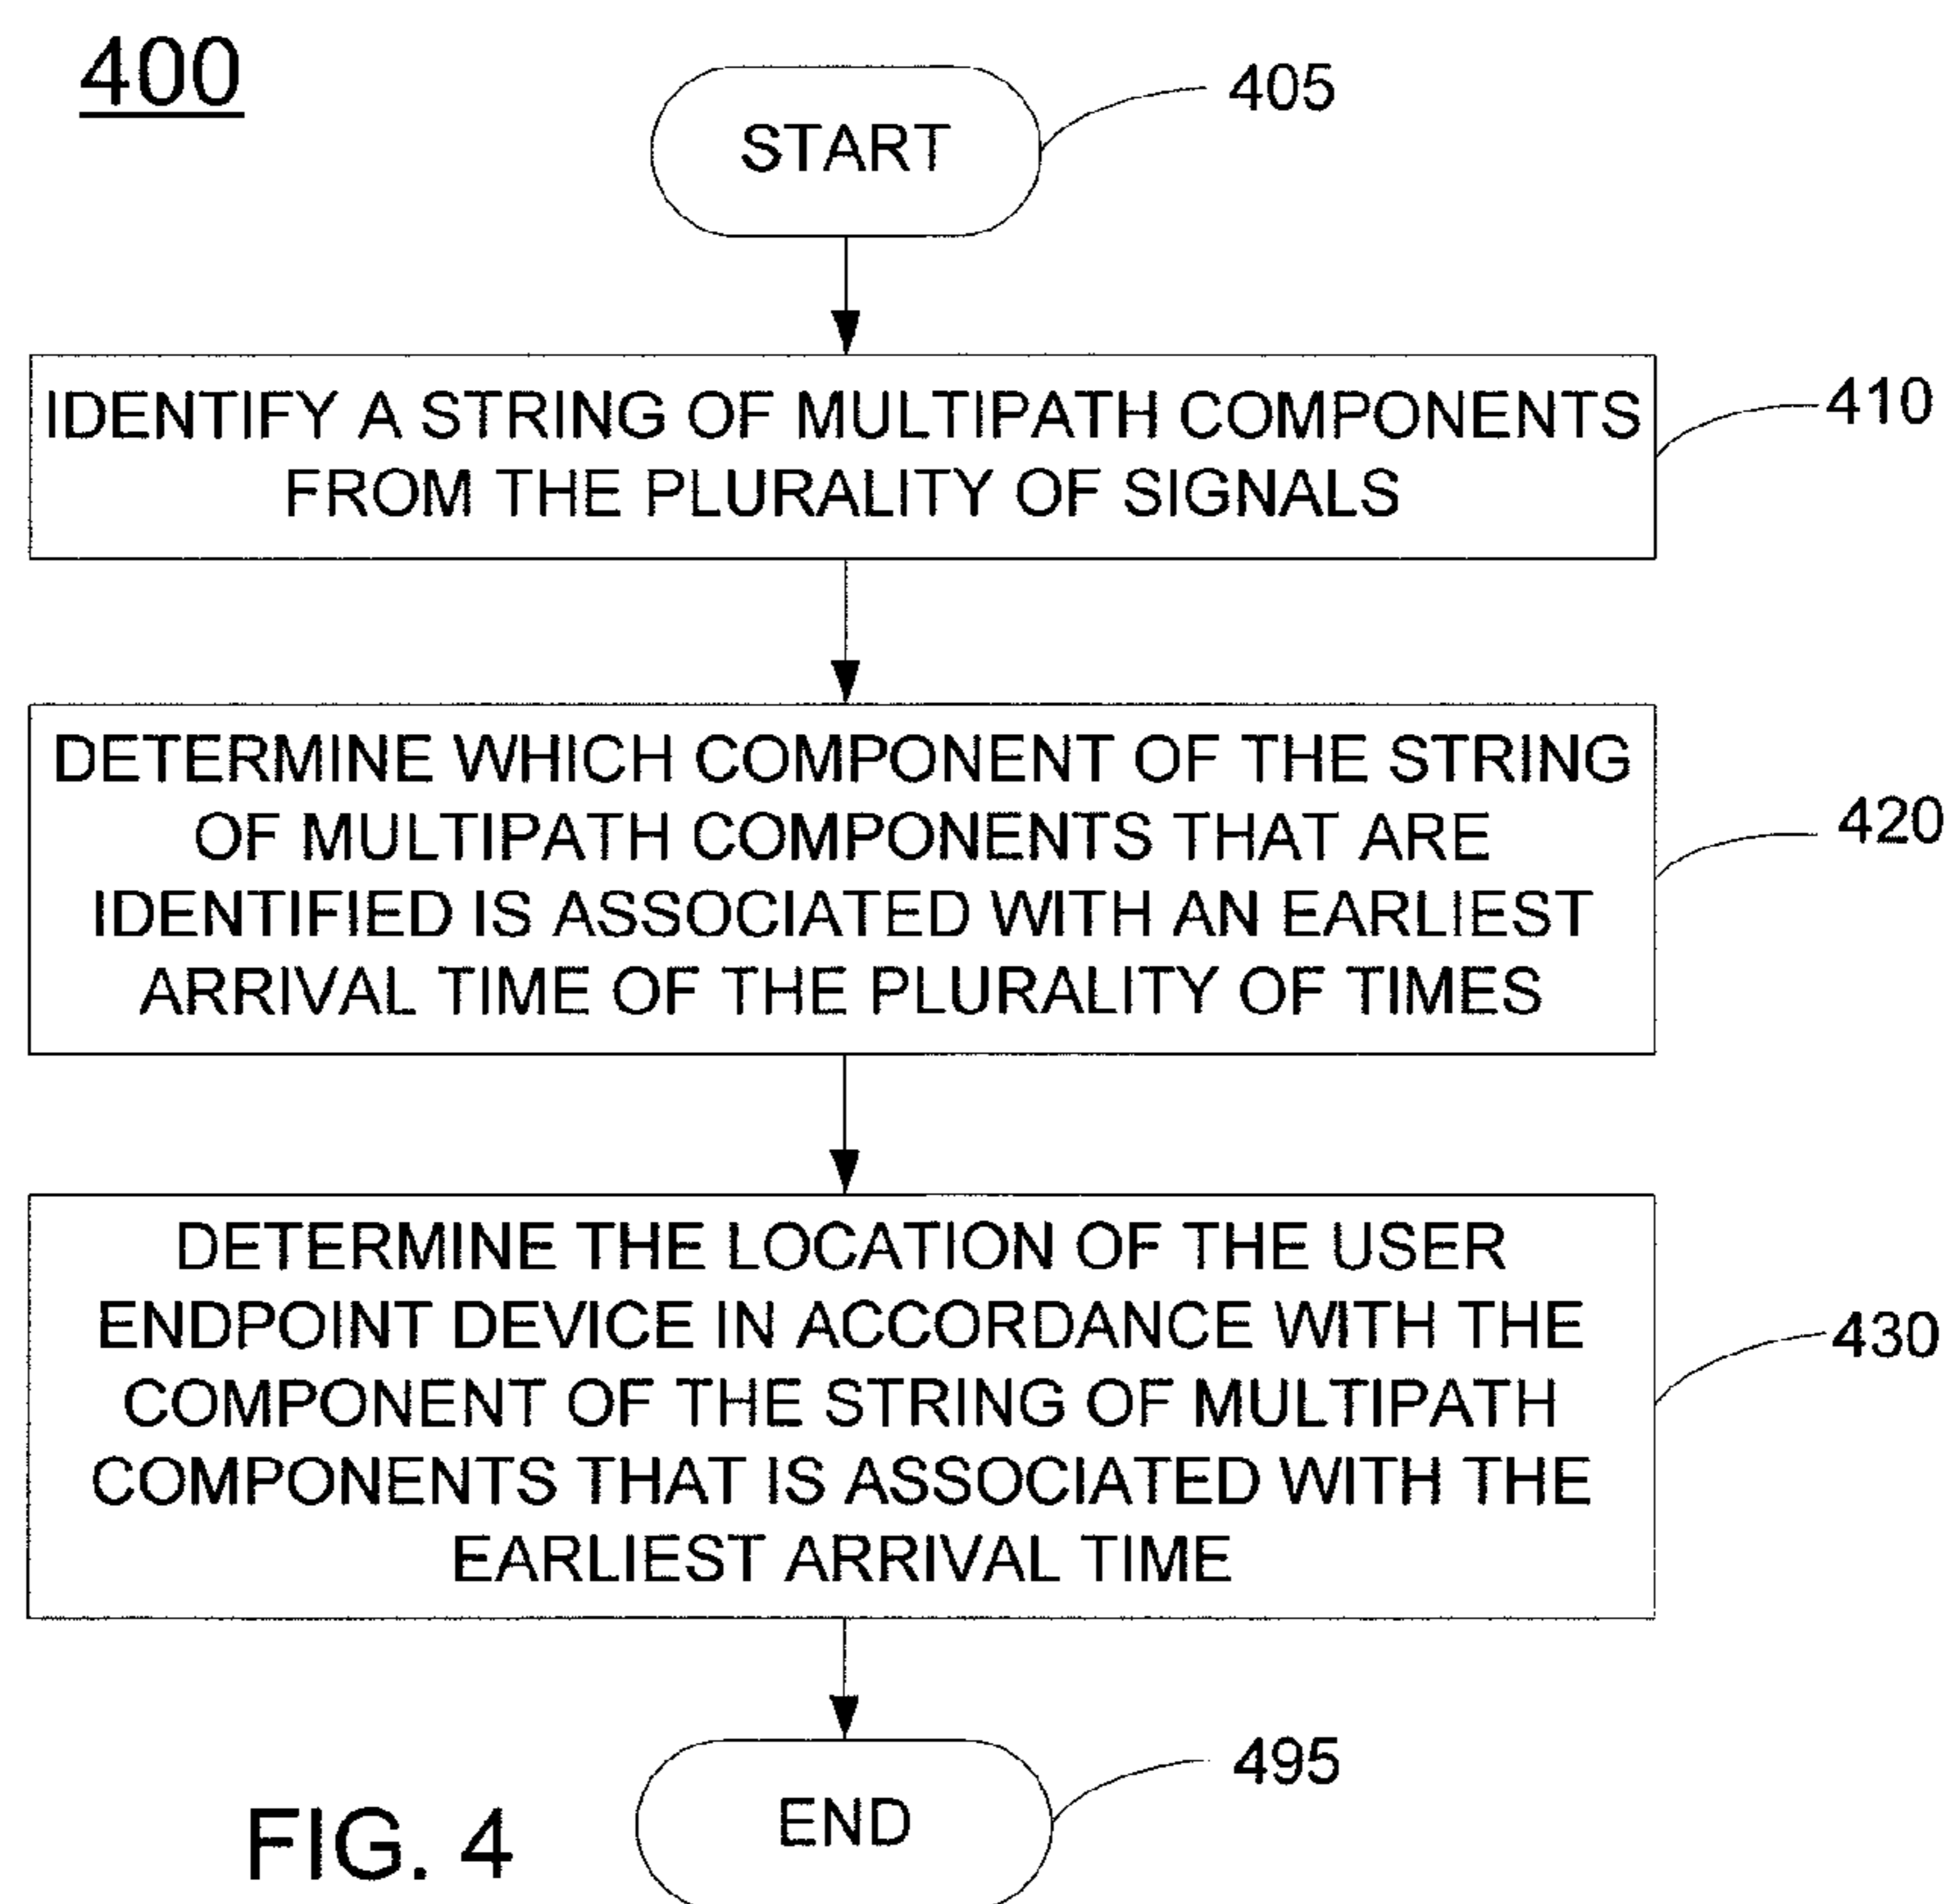 400
START
405
IDENTIFY A STRING OF MULTIPATH COMPONENTS
FROM THE PLURALITY OF SIGNALS
410
DETERMINE WHICH COMPONENT OF THE STRING
OF MULTIPATH COMPONENTS THAT ARE
IDENTIFIED IS ASSOCIATED WITH AN EARLIEST
ARRIVAL TIME OF THE PLURALITY OF TIMES
420
DETERMINE THE LOCATION OF THE USER
ENDPOINT DEVICE IN ACCORDANCE WITH THE
COMPONENT OF THE STRING OF MULTIPATH
COMPONENTS THAT IS ASSOCIATED WITH THE
EARLIEST ARRIVAL TIME
430
END
495
FIG. 4